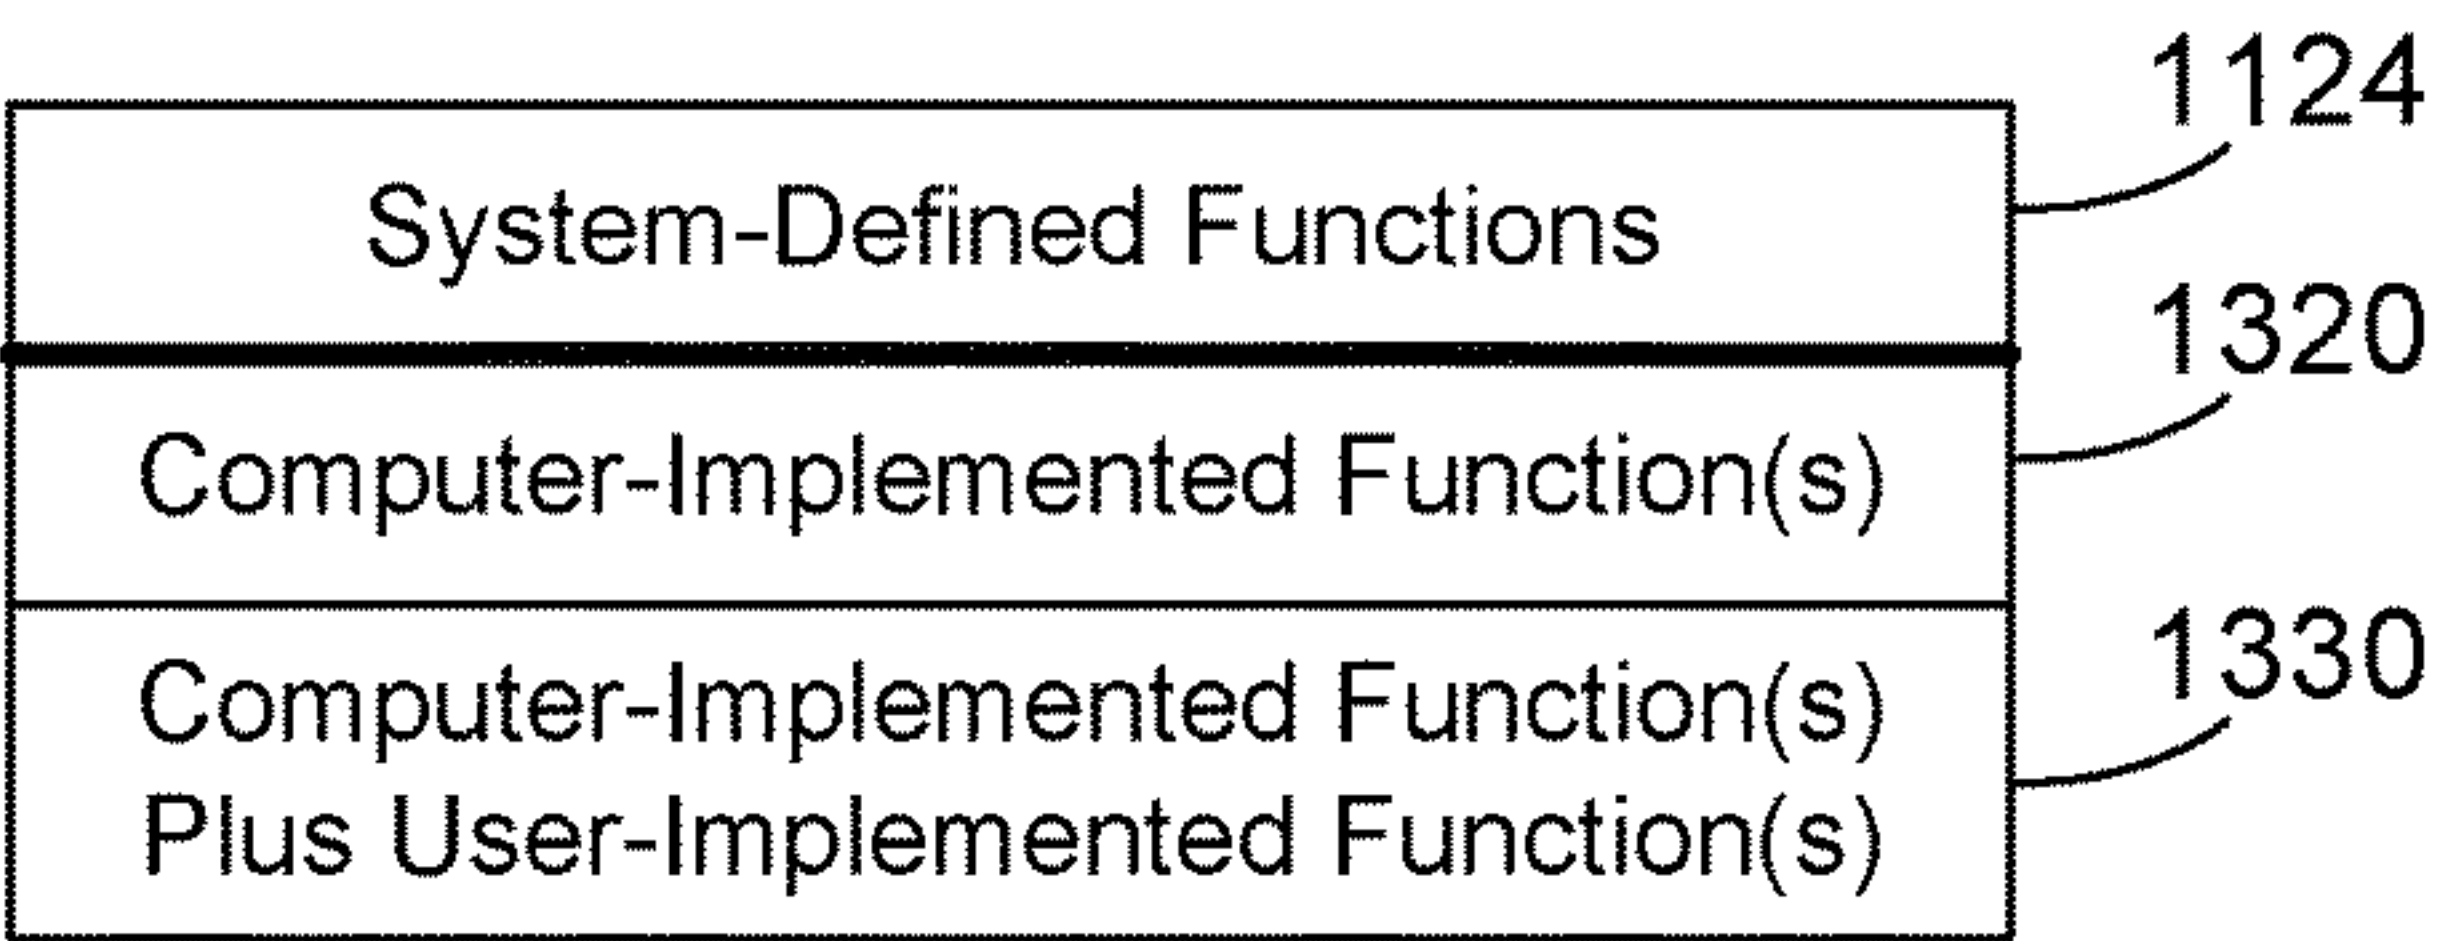 1124
System-Defined Functions
1320
Computer-Implemented Function(s)
1330
Computer-Implemented Function(s)
Plus User-Implemented Function(s)